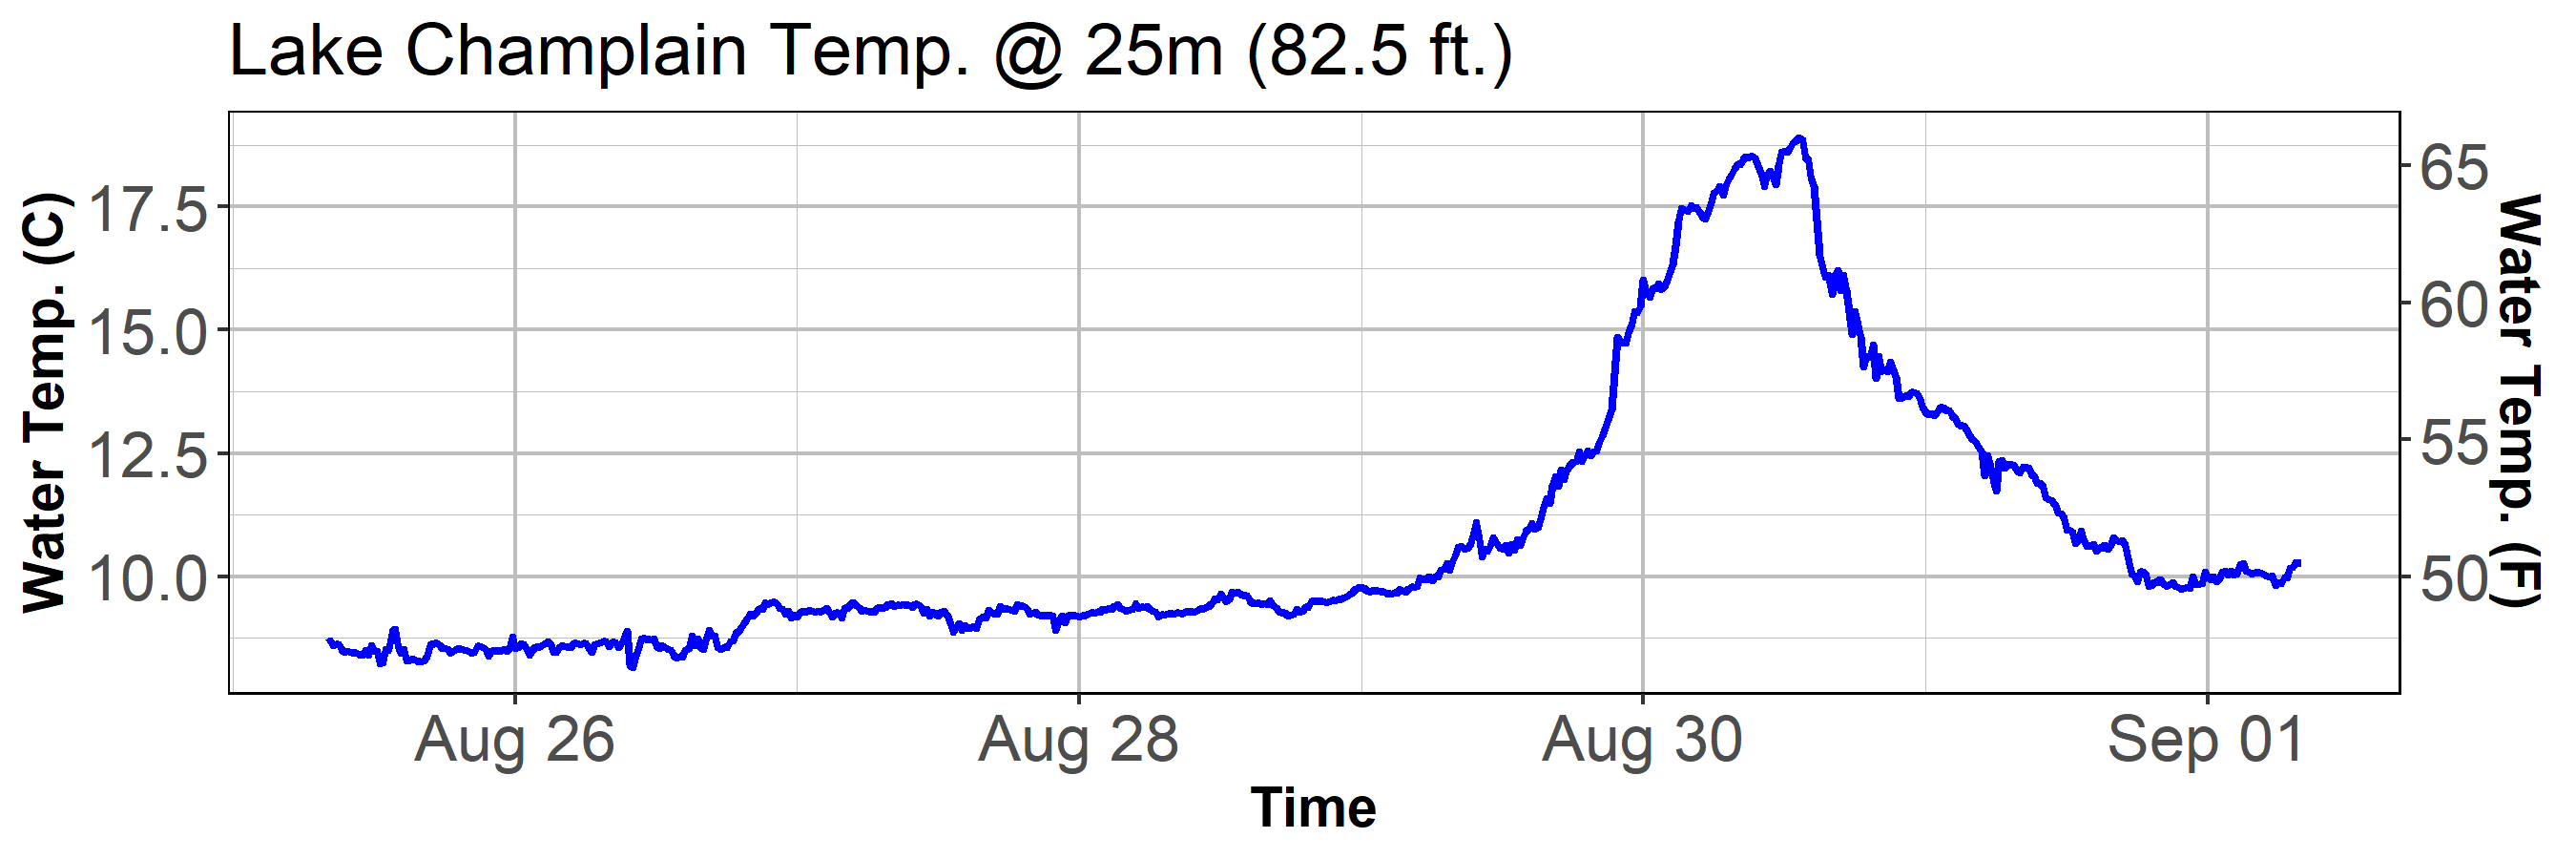 Lake Champlain Temp. @ 25m (82.5 ft.)
Water Temp. (C)
17.5
15.0
12.5
10.0
65
60
55
50
Water Temp. (F)
Aug 26
Aug 28
Aug 30
Sep 01
Time